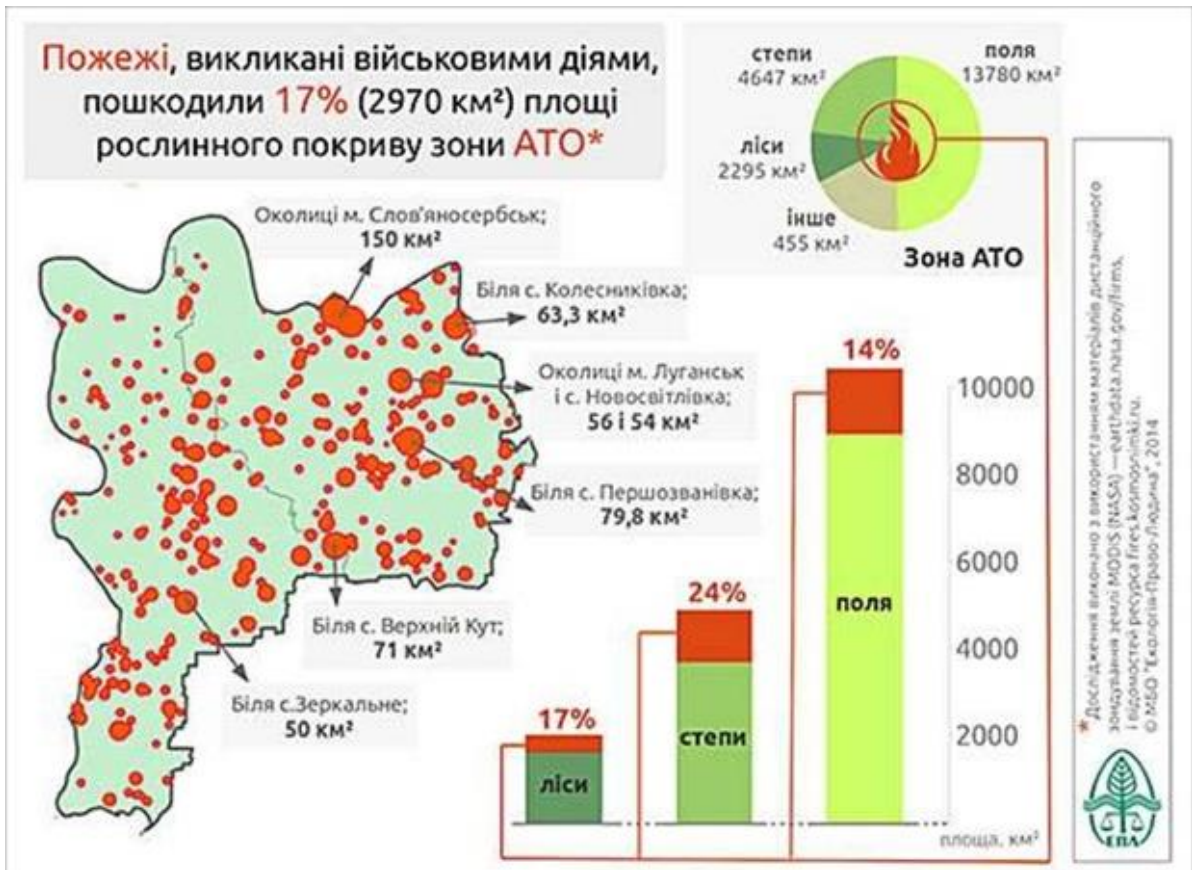 Пожежі, викликані військовими діями,
пошкодили 17% (2970 км²) площі
рослинного покриву зони АТО*
степи
4647 км²
поля
13780 км²
ліси
2295 км²
інше
455 км²
Зона АТО
Околиці м. Слов'яносербськ;
150 км²
Біля с. Колесниківка;
63,3 км²
Околиці м. Луганськ
і с. Новосвітлівка;
56 і 54 км²
Біля с. Першозванівка;
79,8 км²
Біля с. Верхній Кут;
71 км²
Біля с.Зеркальне;
50 км²
17%
ліси
24%
степи
14%
поля
10000
8000
6000
4000
2000
площа, км²
*Дослідження виконано з використанням матеріалів дистанційного
зондування землі MODIS (NASA) —earthdata.nasa.gov/firms,
і відомостей ресурса fires.kosmosnimki.ru.
© МБО "Екологія-Право-Людина", 2014
ЕПЛ